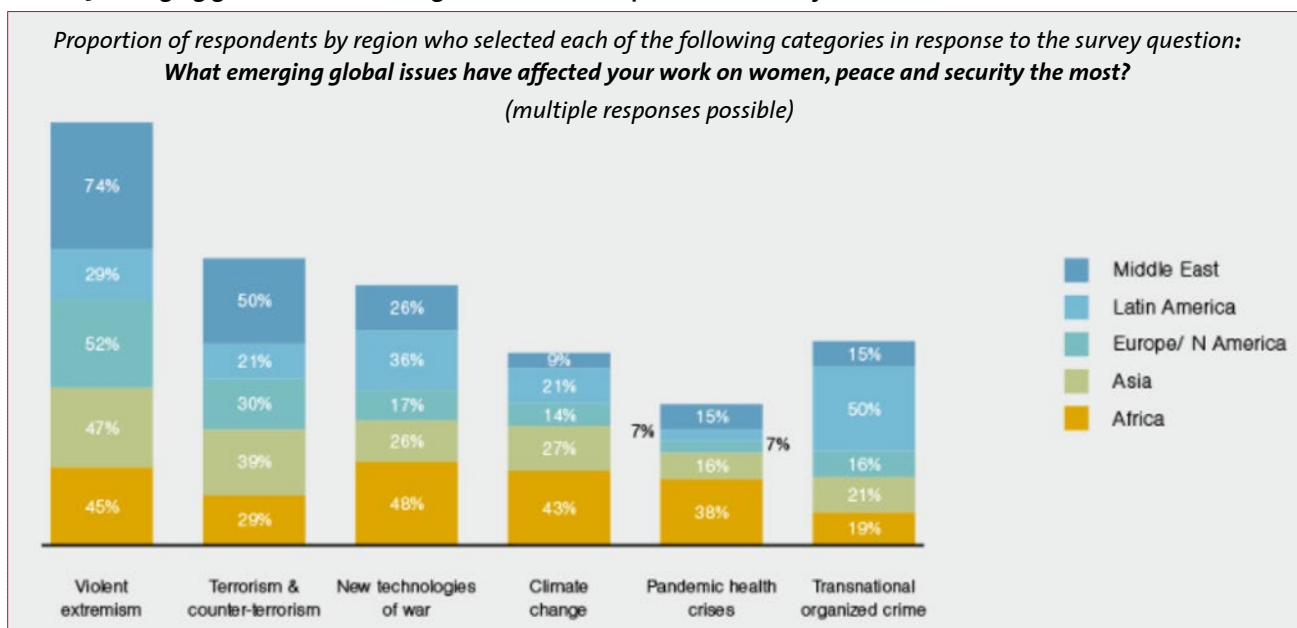 Proportion of respondents by region who selected each of the following categories in response to the survey question:
What emerging global issues have affected your work on women, peace and security the most?
(multiple responses possible)
74%
29%
52%
47%
45%
50%
21%
30%
39%
29%
26%
36%
17%
26%
48%
9%
21%
14%
27%
43%
15%
7%
7%
16%
38%
15%
50%
16%
21%
19%
Middle East
Latin America
Europe/ N America
Asia
Africa
Violent
extremism
Terrorism &
counter-terrorism
New technologies
of war
Climate
change
Pandemic health
crises
Transnational
organized crime